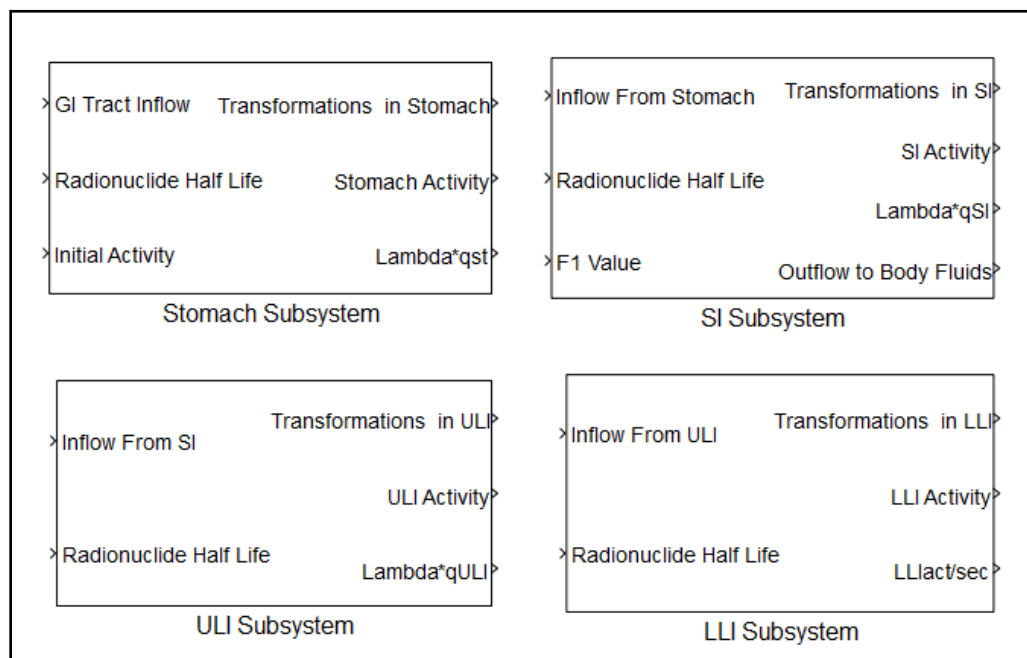 GI Tract Inflow
Transformations in Stomach
Radionuclide Half Life
Stomach Activity
Initial Activity
Lambda*qst
Stomach Subsystem
Inflow From Stomach
Transformations in SI
SI Activity
Radionuclide Half Life
Lambda*qSI
F1 Value
Outflow to Body Fluids
SI Subsystem
Transformations in ULI
Inflow From SI
ULI Activity
Radionuclide Half Life
Lambda*qULI
ULI Subsystem
Transformations in LLI
Inflow From ULI
LLI Activity
Radionuclide Half Life
LLIact/sec
LLI Subsystem